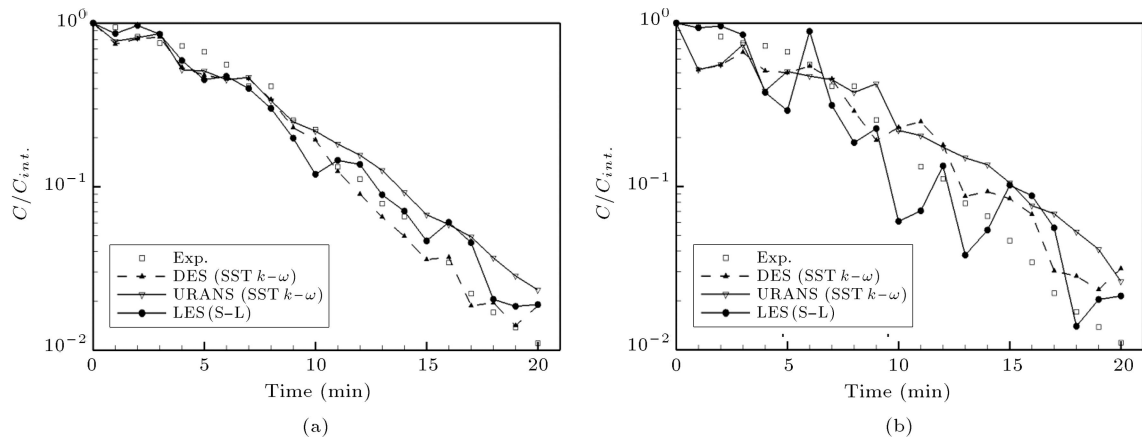 10^0
10^-1
10^-2
C/C_int.
Exp.
DES (SST k–ω)
URANS (SST k–ω)
LES (S–L)
0 5 10 15 20
Time (min)
(a)
10^0
10^-1
10^-2
C/C_int.
Exp.
DES (SST k–ω)
URANS (SST k–ω)
LES (S–L)
0 5 10 15 20
Time (min)
(b)